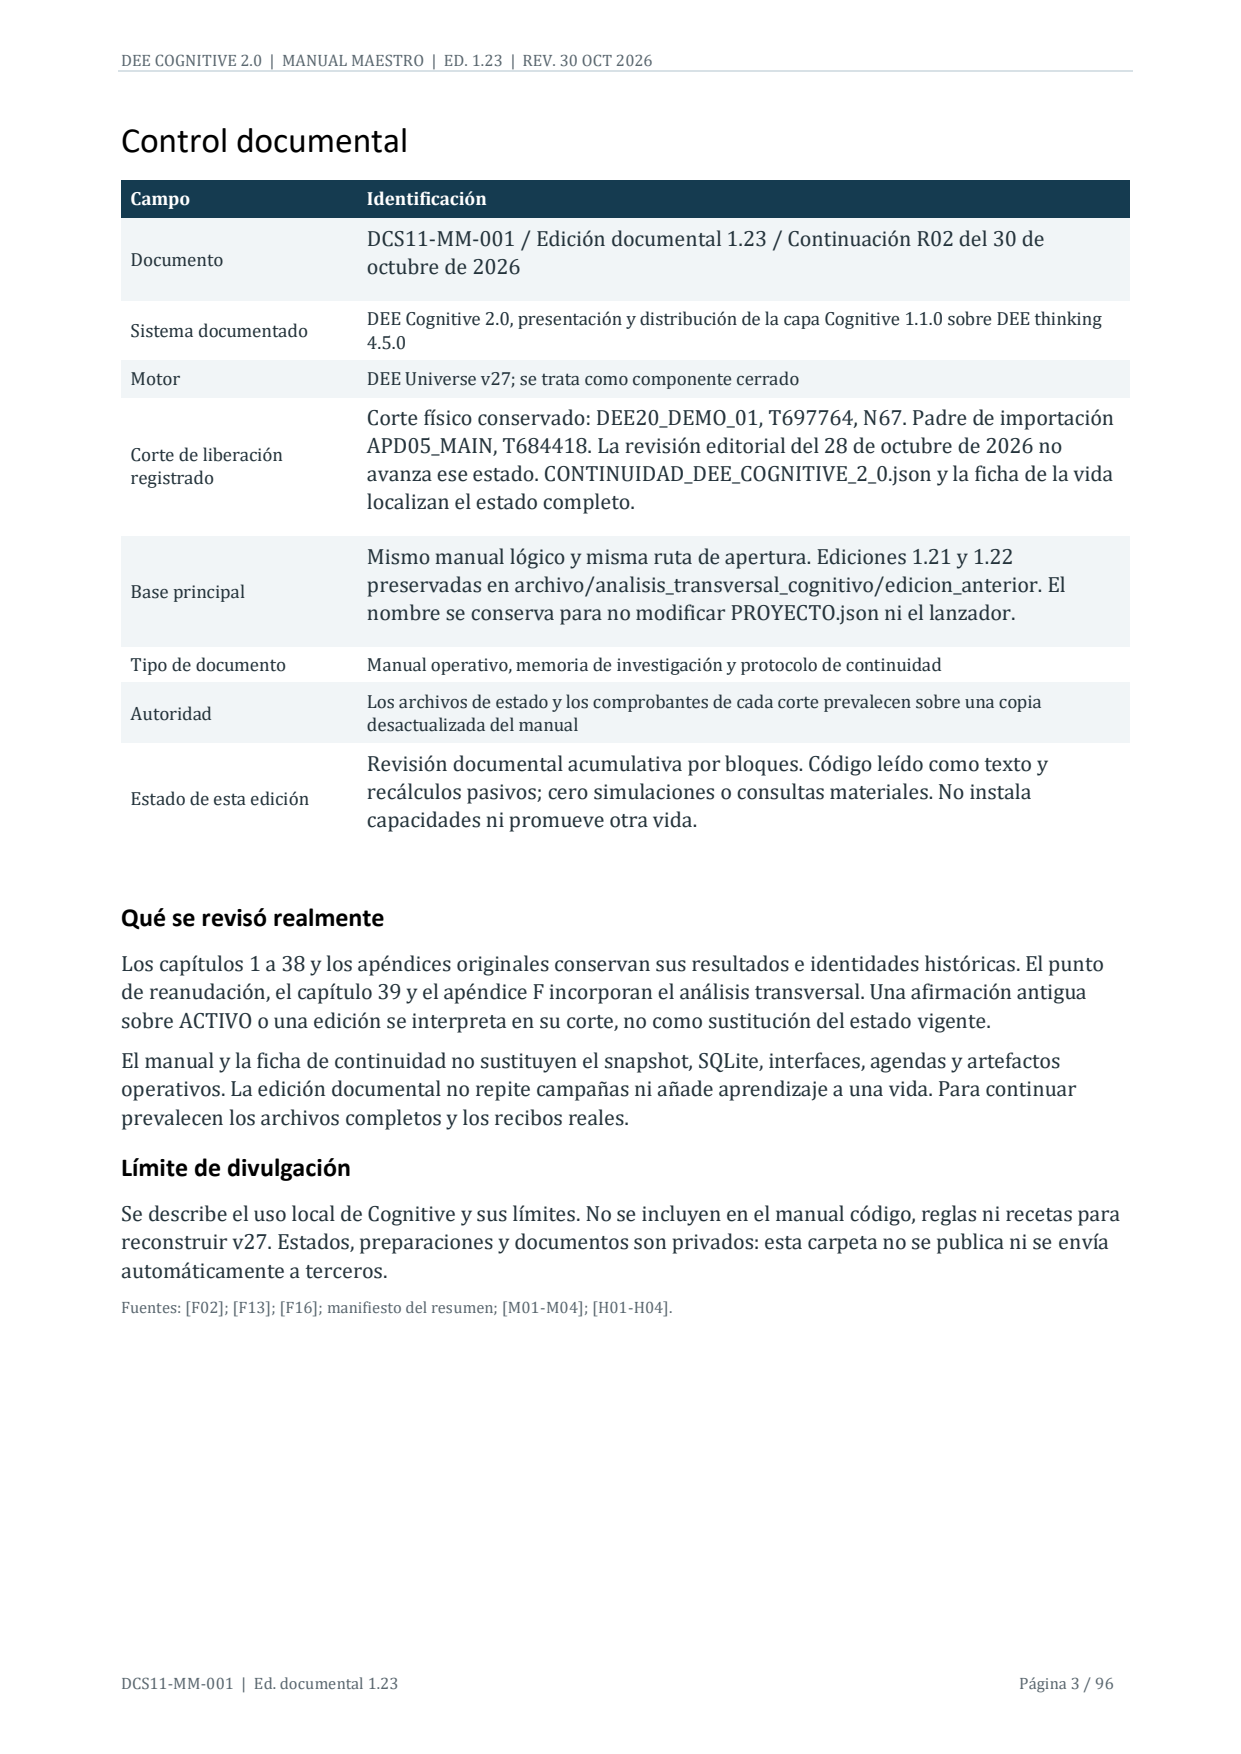 DEE COGNITIVE 2.0 | MANUAL MAESTRO | ED. 1.23 | REV. 30 OCT 2026
Control documental
Campo Identificación
Documento DCS11-MM-001 / Edición documental 1.23 / Continuación R02 del 30 de
octubre de 2026
Sistema documentado DEE Cognitive 2.0, presentación y distribución de la capa Cognitive 1.1.0 sobre DEE thinking
4.5.0
Motor DEE Universe v27; se trata como componente cerrado
Corte de liberación
registrado
Corte físico conservado: DEE20_DEMO_01, T697764, N67. Padre de importación
APD05_MAIN, T684418. La revisión editorial del 28 de octubre de 2026 no
avanza ese estado. CONTINUIDAD_DEE_COGNITIVE_2_0.json y la ficha de la vida
localizan el estado completo.
Base principal
Mismo manual lógico y misma ruta de apertura. Ediciones 1.21 y 1.22
preservadas en archivo/analisis_transversal_cognitivo/edicion_anterior. El
nombre se conserva para no modificar PROYECTO.json ni el lanzador.
Tipo de documento Manual operativo, memoria de investigación y protocolo de continuidad
Autoridad Los archivos de estado y los comprobantes de cada corte prevalecen sobre una copia
desactualizada del manual
Estado de esta edición
Revisión documental acumulativa por bloques. Código leído como texto y
recálculos pasivos; cero simulaciones o consultas materiales. No instala
capacidades ni promueve otra vida.
Qué se revisó realmente
Los capítulos 1 a 38 y los apéndices originales conservan sus resultados e identidades históricas. El punto
de reanudación, el capítulo 39 y el apéndice F incorporan el análisis transversal. Una afirmación antigua
sobre ACTIVO o una edición se interpreta en su corte, no como sustitución del estado vigente.
El manual y la ficha de continuidad no sustituyen el snapshot, SQLite, interfaces, agendas y artefactos
operativos. La edición documental no repite campañas ni añade aprendizaje a una vida. Para continuar
prevalecen los archivos completos y los recibos reales.
Límite de divulgación
Se describe el uso local de Cognitive y sus límites. No se incluyen en el manual código, reglas ni recetas para
reconstruir v27. Estados, preparaciones y documentos son privados: esta carpeta no se publica ni se envía
automáticamente a terceros.
Fuentes: [F02]; [F13]; [F16]; manifiesto del resumen; [M01-M04]; [H01-H04].
DCS11-MM-001 | Ed. documental 1.23 Página 3 / 96